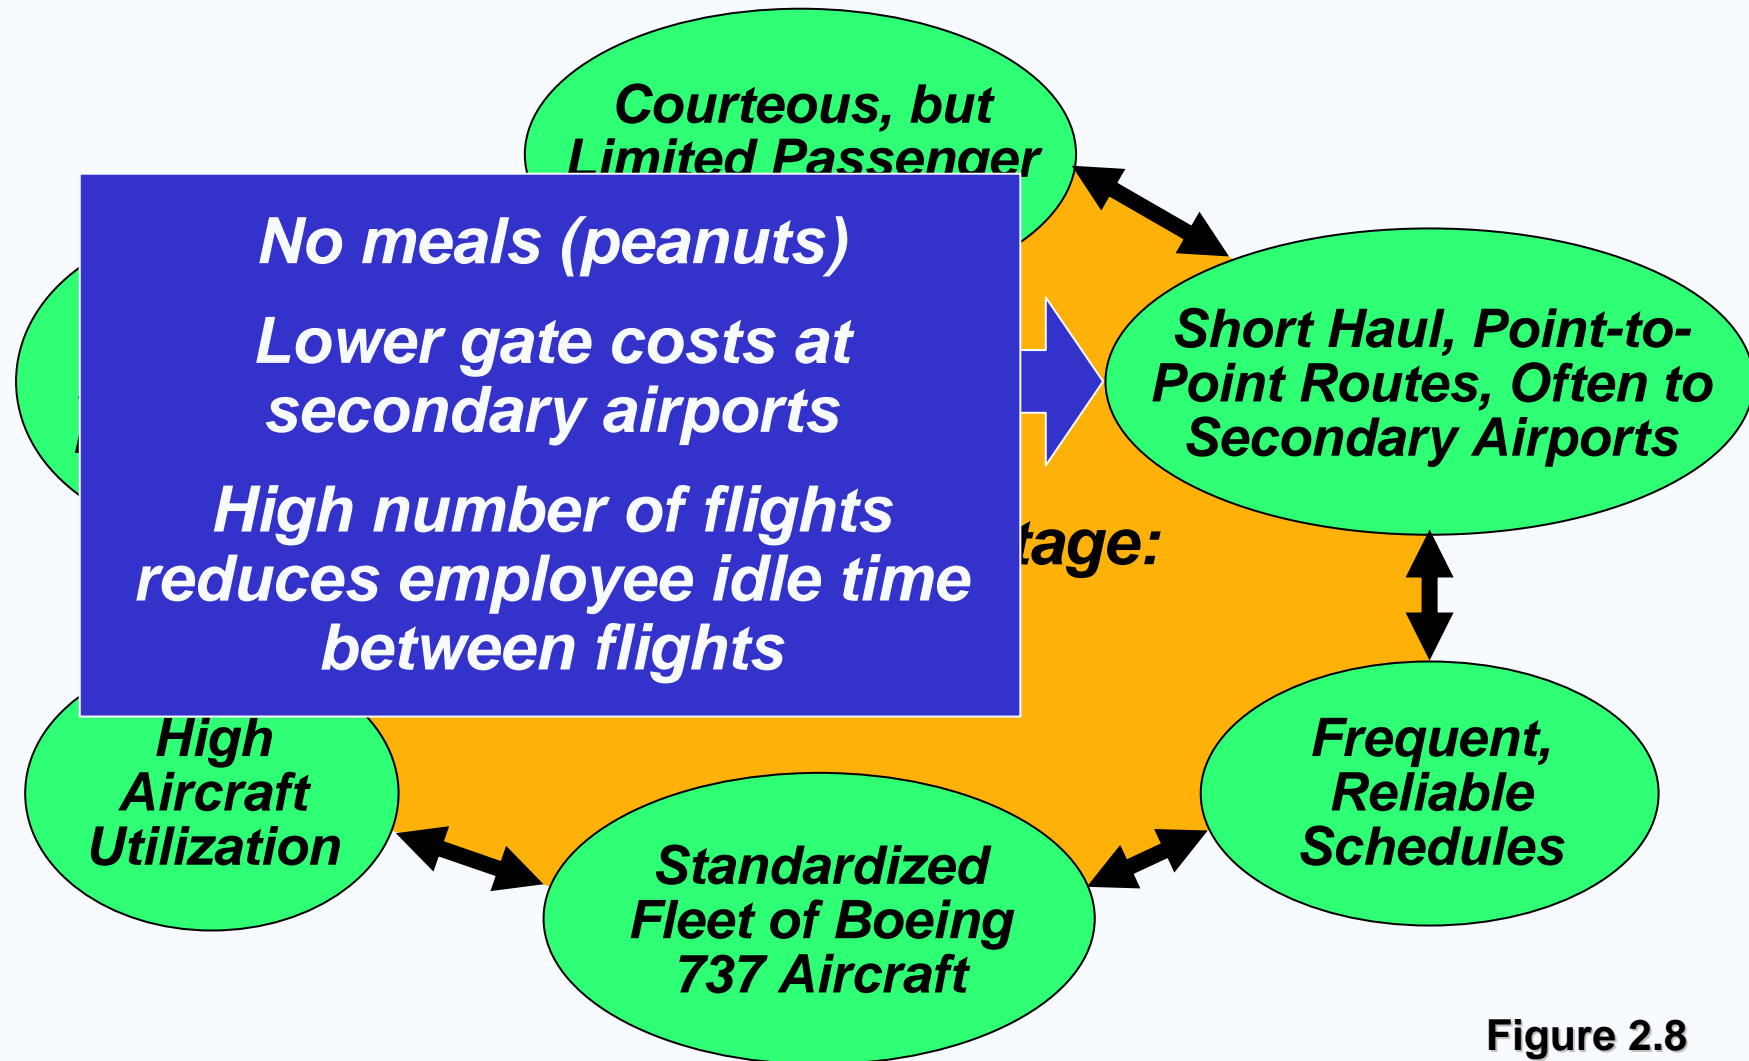 Courteous, but
Limited Passenger
No meals (peanuts)
Lower gate costs at
secondary airports
High number of flights
reduces employee idle time
between flights
Short Haul, Point-to-
Point Routes, Often to
Secondary Airports
tage:
High
Aircraft
Utilization
Frequent,
Reliable
Schedules
Standardized
Fleet of Boeing
737 Aircraft
Figure 2.8